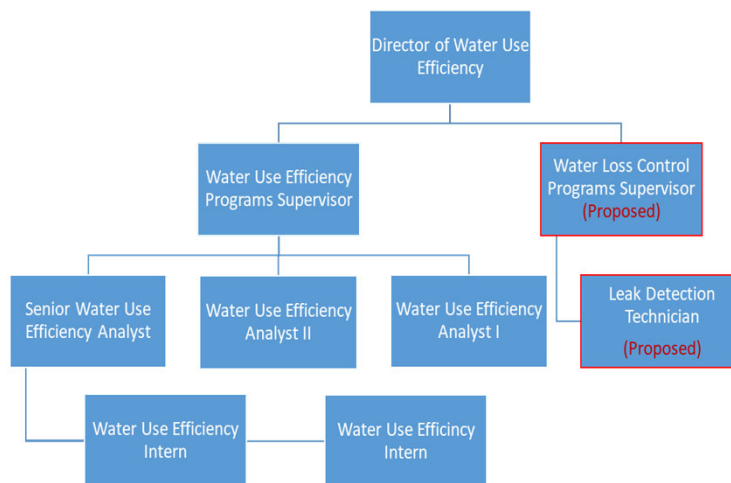 Director of Water Use
Efficiency
Water Use Efficiency
Programs Supervisor
Water Loss Control
Programs Supervisor
(Proposed)
Senior Water Use
Efficiency Analyst
Water Use Efficiency
Analyst II
Water Use Efficiency
Analyst I
Leak Detection
Technician
(Proposed)
Water Use Efficiency
Intern
Water Use Efficincy
Intern